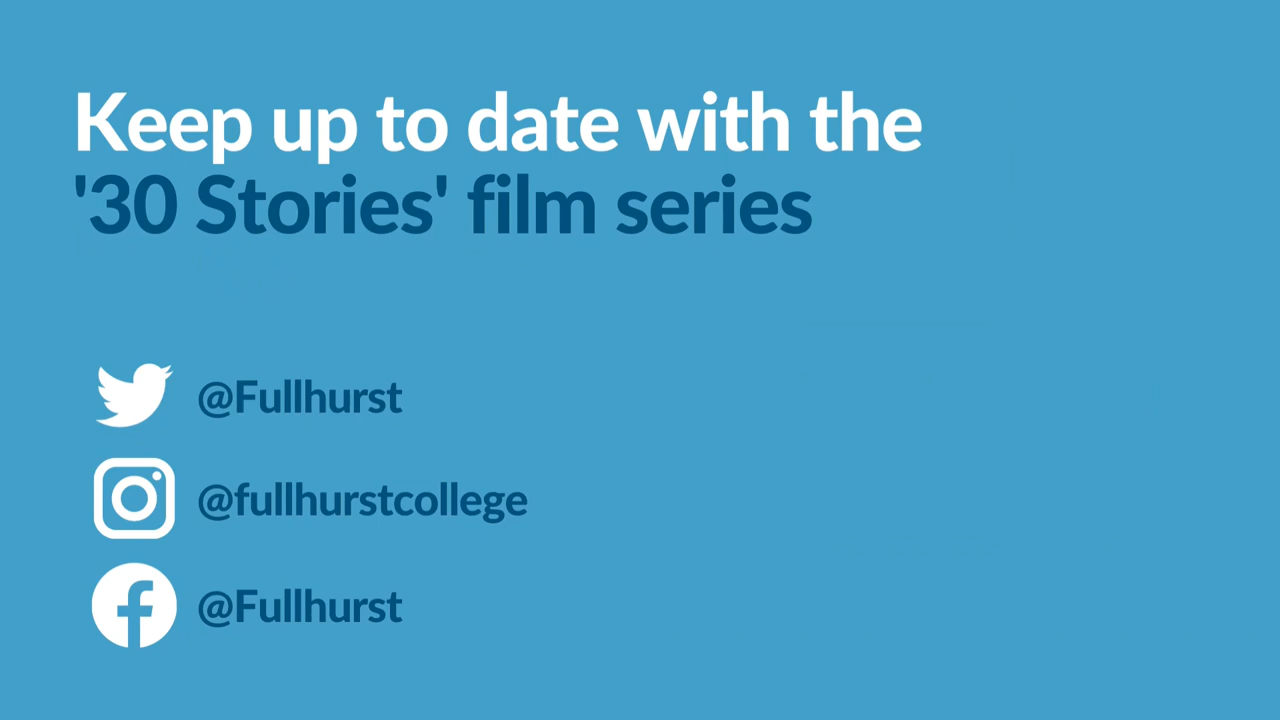 Keep up to date with the
'30 Stories' film series
@Fullhurst
@fullhurstcollege
@Fullhurst